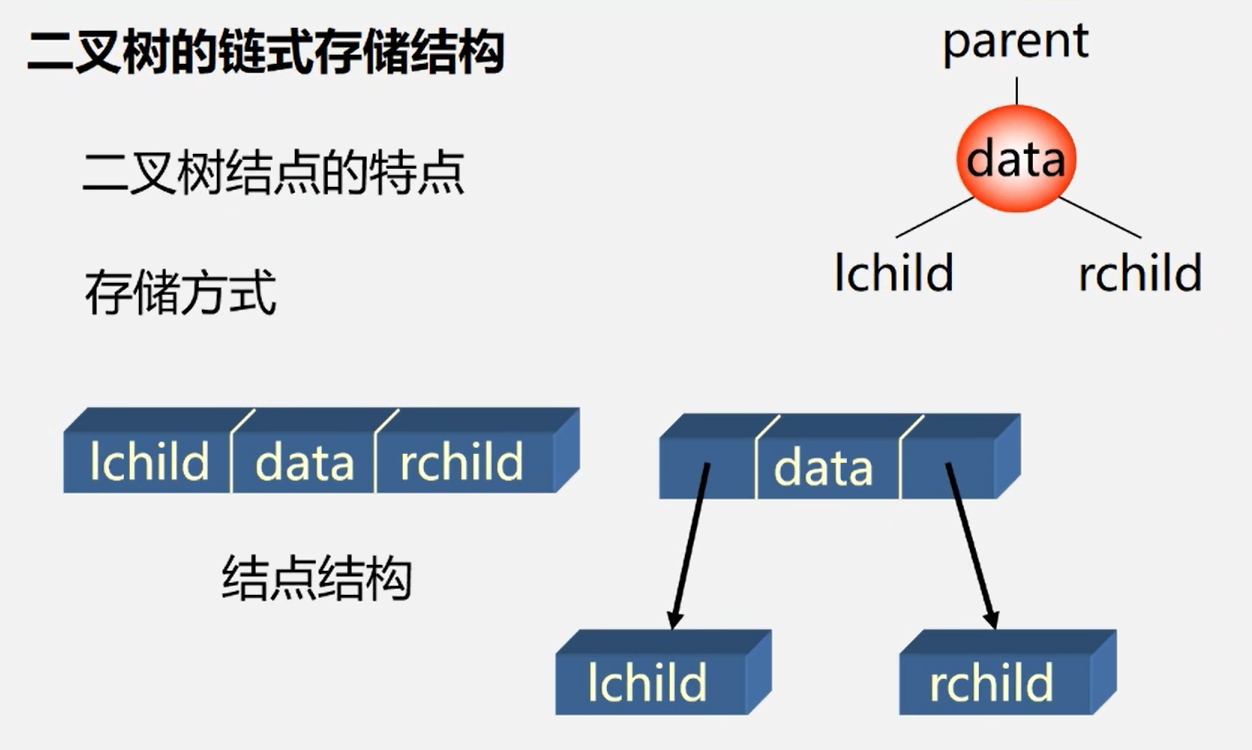 二叉树的链式存储结构
parent
二叉树结点的特点
data
lchild rchild
存储方式
lchild data rchild
data
结点结构
lchild rchild